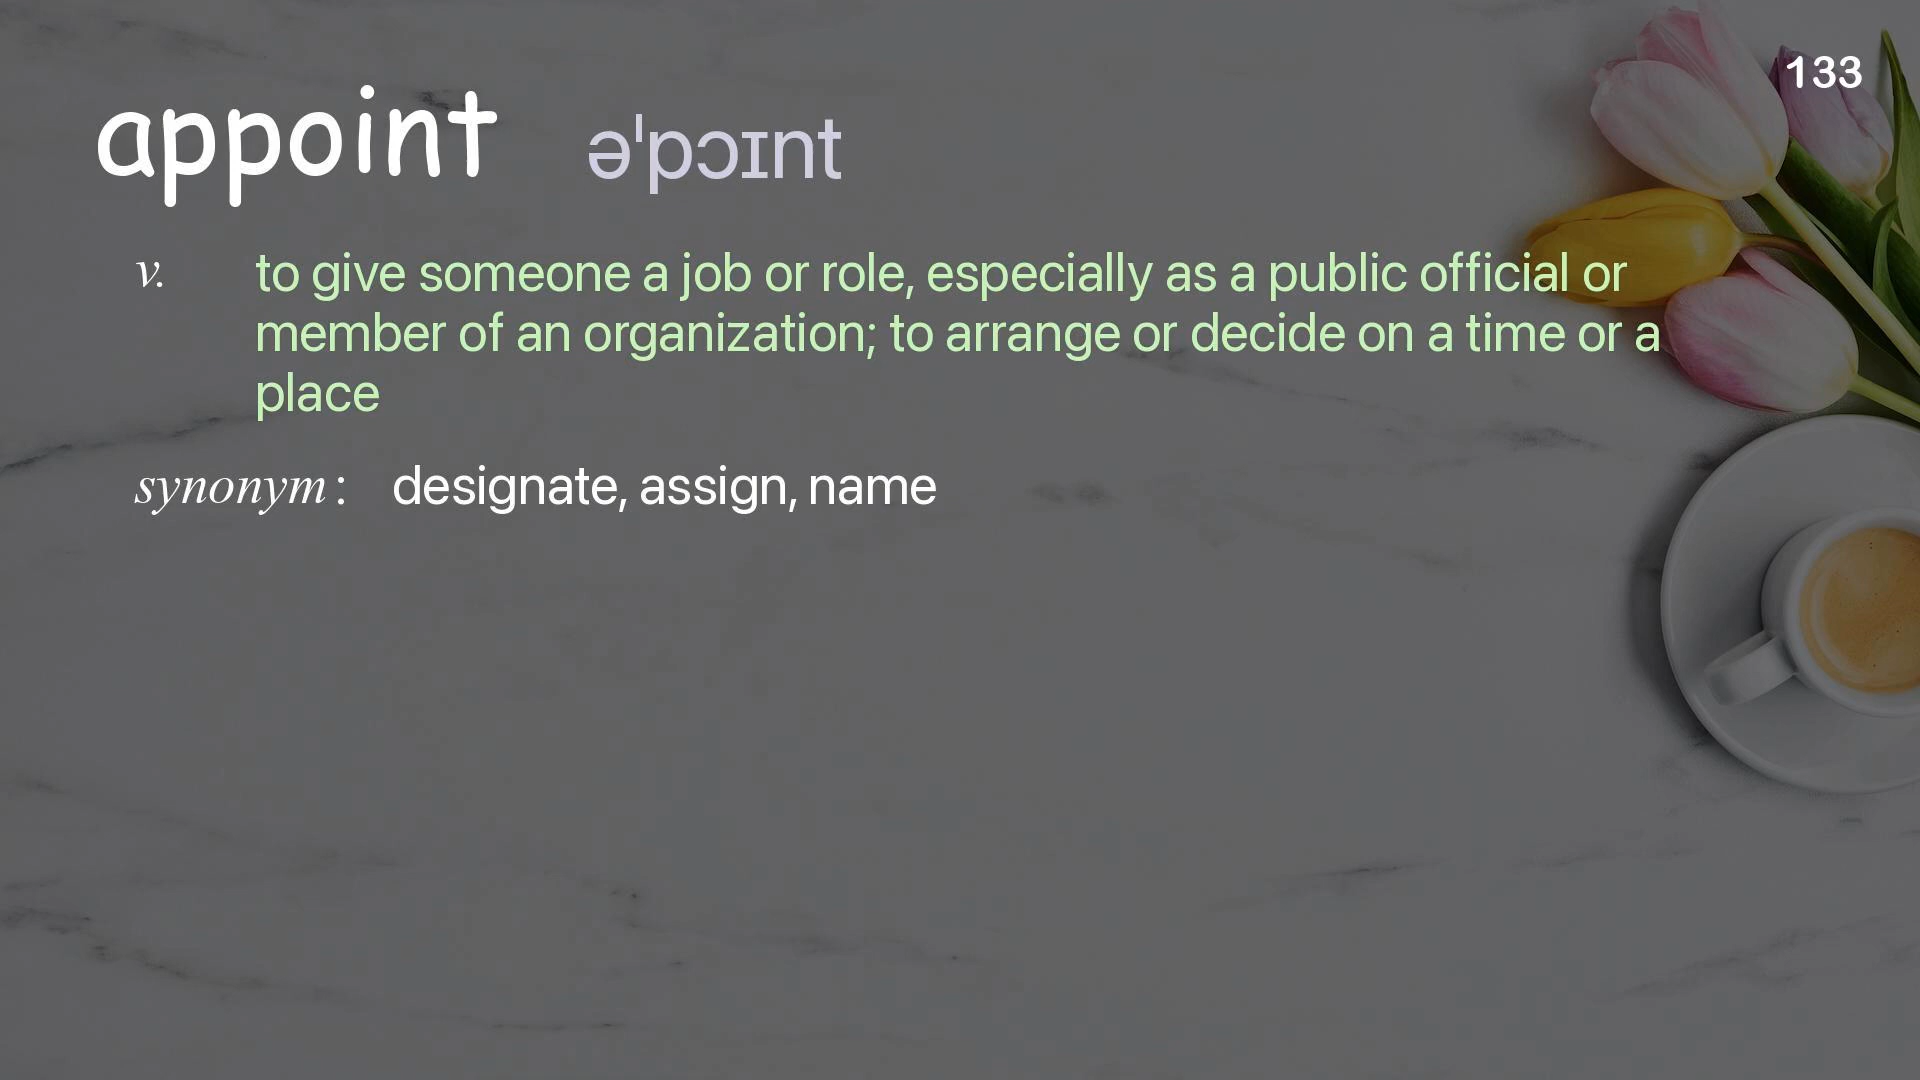 133
appoint əˈpɔɪnt
v. to give someone a job or role, especially as a public official or
member of an organization; to arrange or decide on a time or a
place
synonym: designate, assign, name